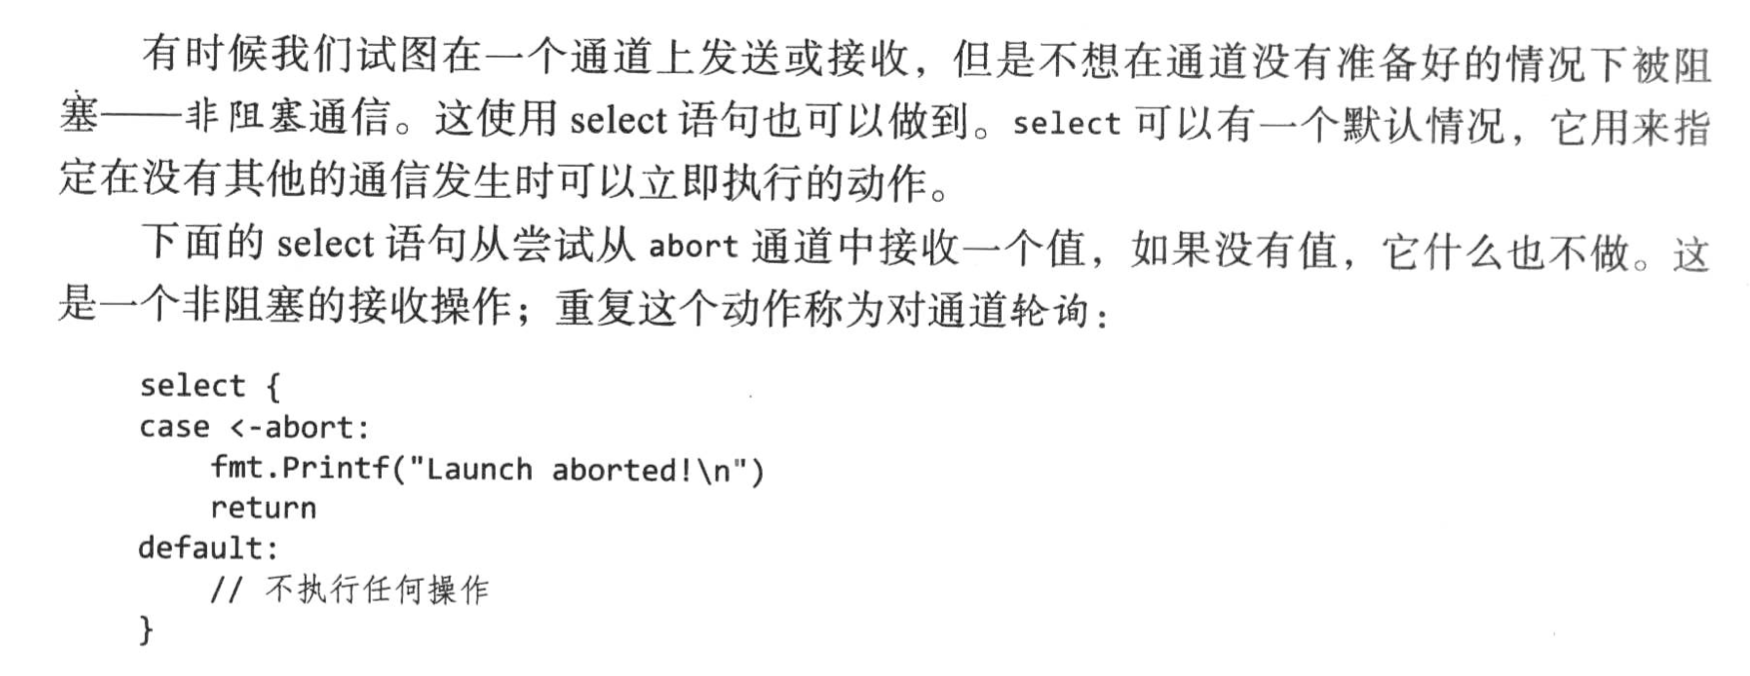 有时候我们试图在一个通道上发送或接收，但是不想在通道没有准备好的情况下被阻
塞——非阻塞通信。这使用 select 语句也可以做到。select 可以有一个默认情况，它用来指
定在没有其他的通信发生时可以立即执行的动作。
下面的 select 语句从尝试从 abort 通道中接收一个值，如果没有值，它什么也不做。这
是一个非阻塞的接收操作；重复这个动作称为对通道轮询：
select {
case <-abort:
    fmt.Printf("Launch aborted!\n")
    return
default:
    // 不执行任何操作
}